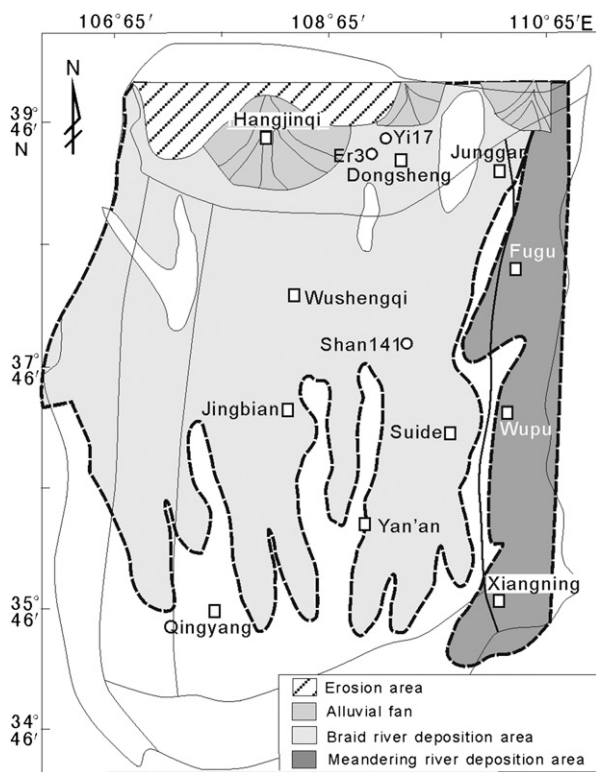 106°65′ 108°65′ 110°65′E
N
39°
46′
N
Hangjinqi
Yi17
Er3
Dongsheng
Junggar
Fugu
Wushengqi
Shan141
37°
46′
Jingbian
Suide
Wupu
Yan’an
Xiangning
35°
46′
Qingyang
34°
46′
Erosion area
Alluvial fan
Braid river deposition area
Meandering river deposition area